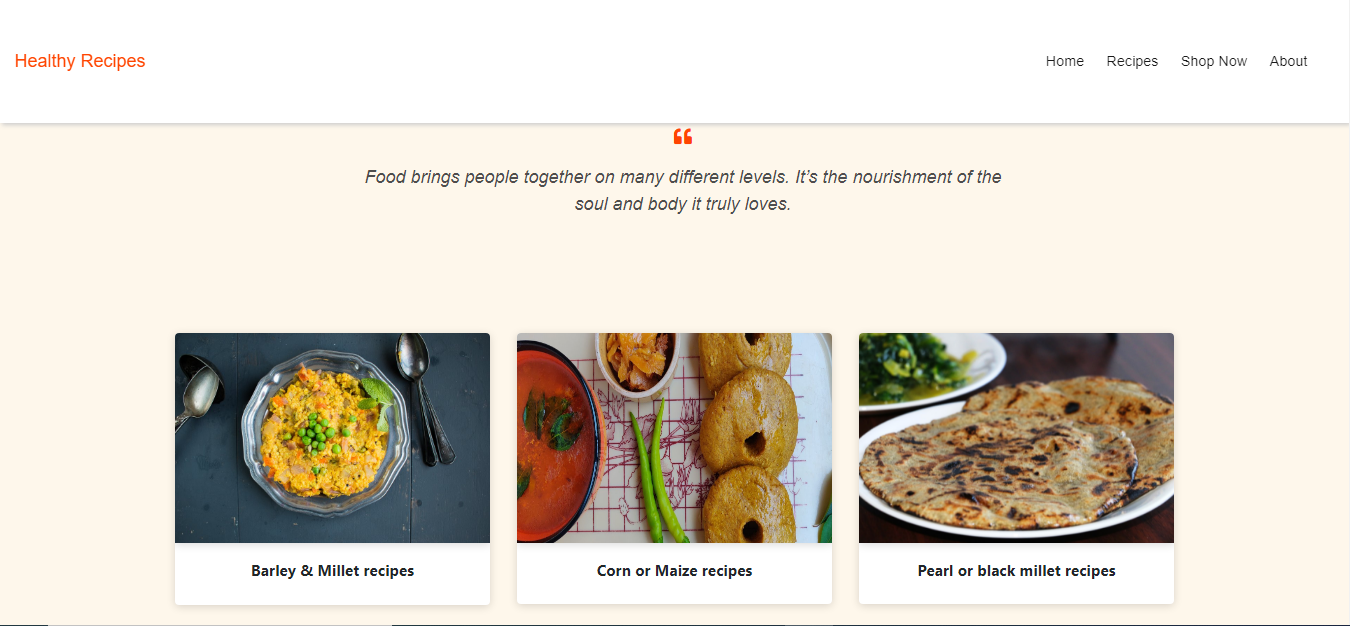 Healthy Recipes
Home Recipes Shop Now About
❝
Food brings people together on many different levels. It’s the nourishment of the
soul and body it truly loves.
Barley & Millet recipes
Corn or Maize recipes
Pearl or black millet recipes